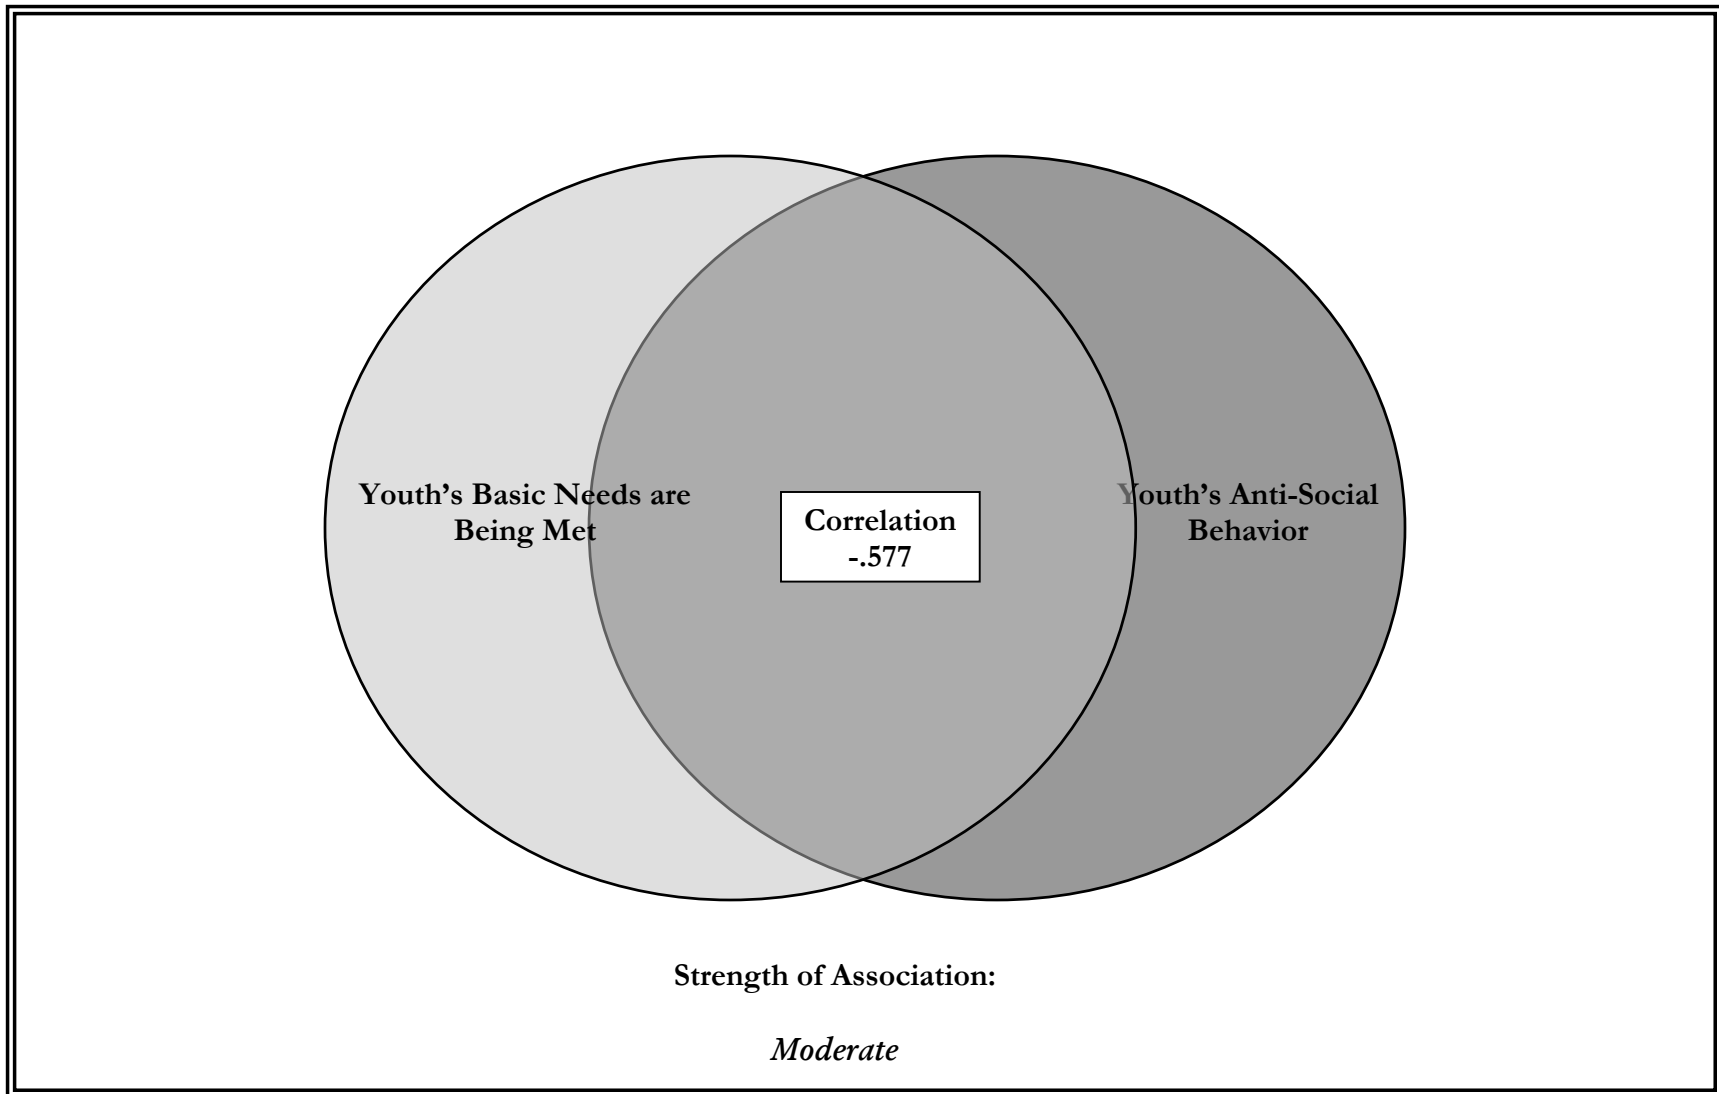 Youth’s Basic Needs are
Being Met
Correlation
-.577
Youth’s Anti-Social
Behavior
Strength of Association:
Moderate